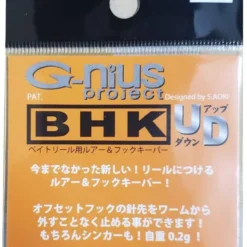 G-nius
project
PAT. Designed by S.AOKI
BHK UD アップ ダウン
ベイトリール用ルアー&フックキーパー
今までなかった新しい!リールにつける
ルアー&フックキーパー!
オフセットフックの針先をワームから
外すことなく止める事ができます!
もちろんシンカーも!自重0.2g!